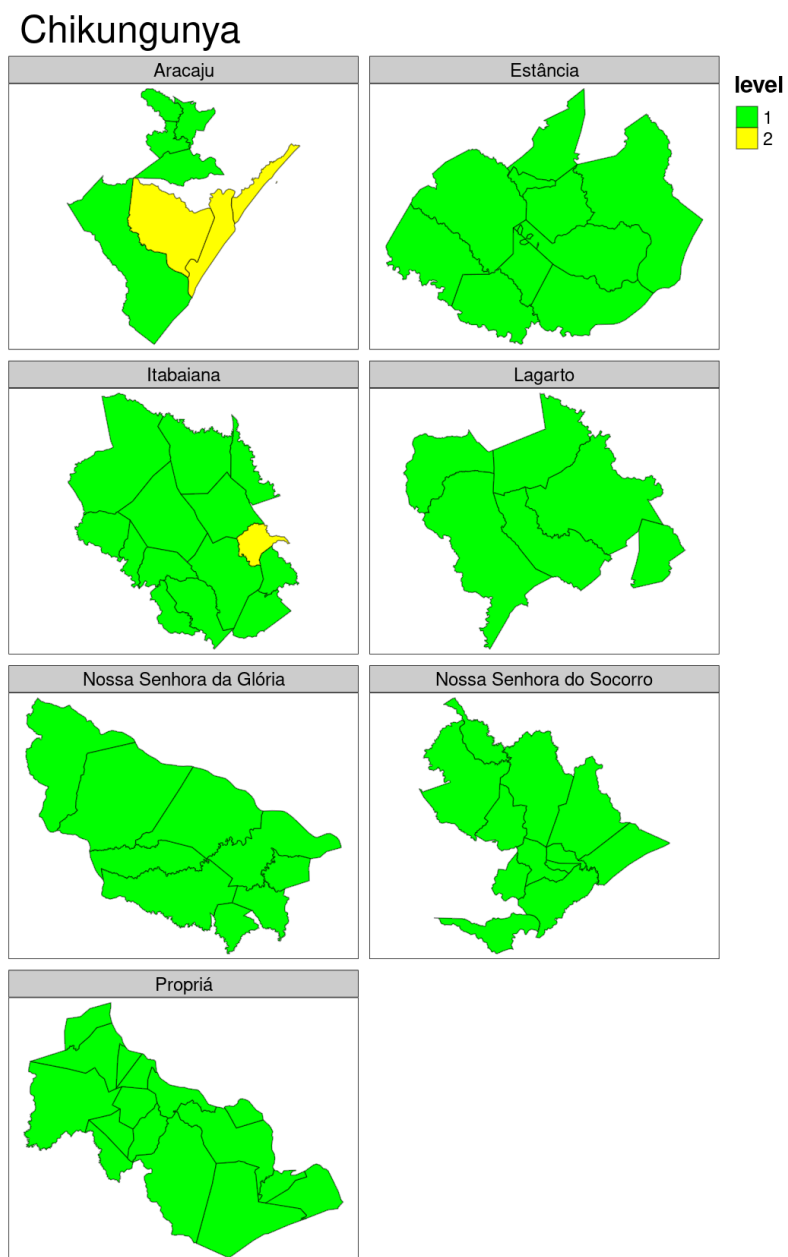 Chikungunya
Aracaju
Estância
level
1
2
Itabaiana
Lagarto
Nossa Senhora da Glória
Nossa Senhora do Socorro
Propriá